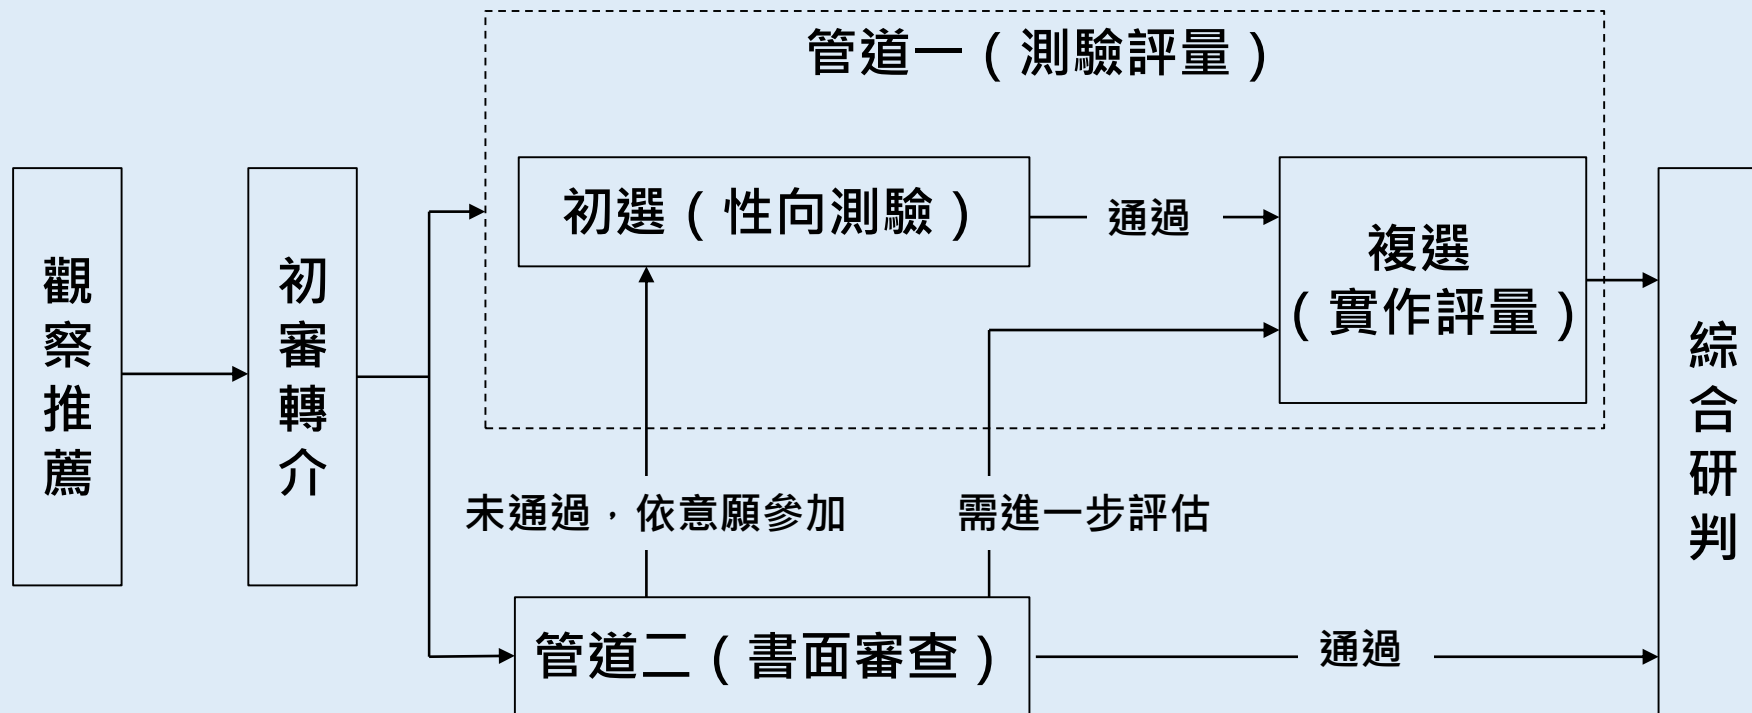 管道一（測驗評量）
觀察推薦
初審轉介
初選（性向測驗）
通過
複選
（實作評量）
綜合研判
未通過，依意願參加
需進一步評估
管道二（書面審查）
通過